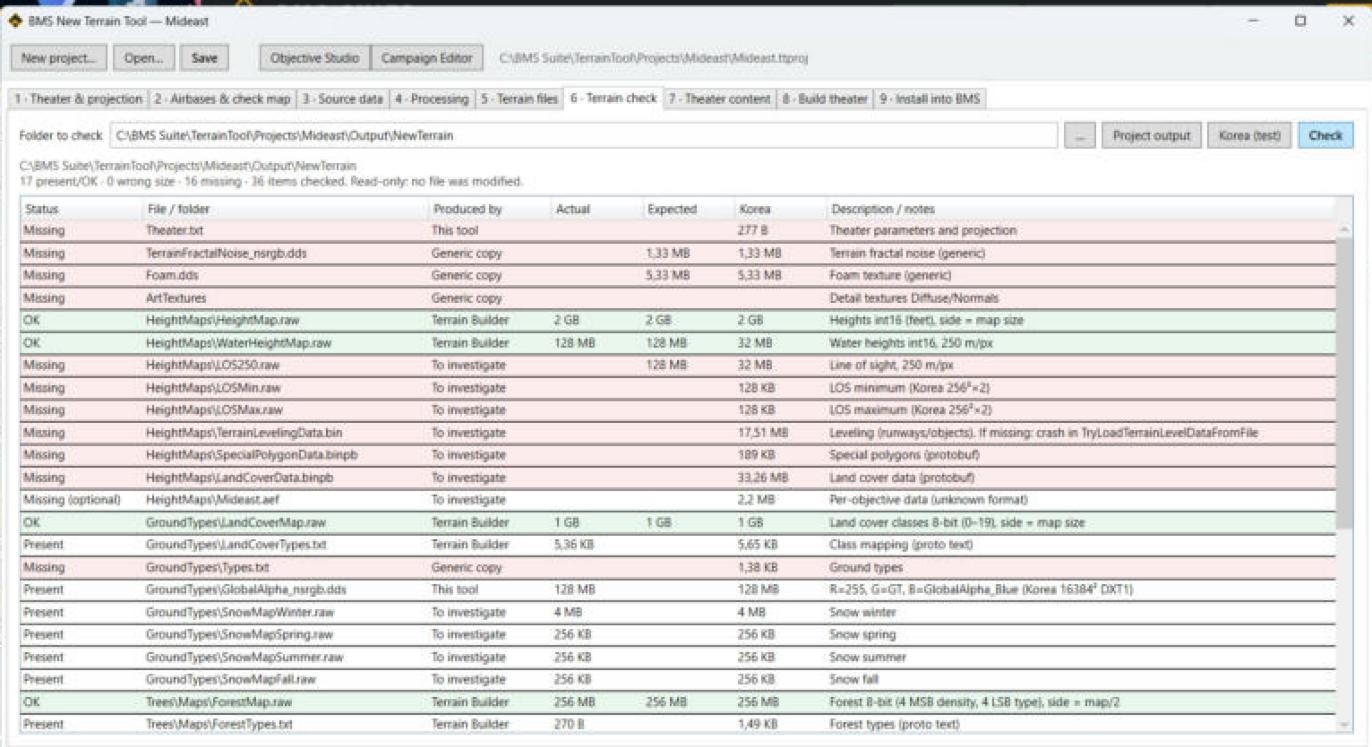 BMS New Terrain Tool — Mideast
New project... Open... Save Objective Studio Campaign Editor C:\BMS Suite\TerrainTool\Projects\Mideast\Mideast.ttproj
1 · Theater & projection 2 · Airbases & check map 3 · Source data 4 · Processing 5 · Terrain files 6 · Terrain check 7 · Theater content 8 · Build theater 9 · Install into BMS
Folder to check C:\BMS Suite\TerrainTool\Projects\Mideast\Output\NewTerrain ... Project output Korea (test) Check
C:\BMS Suite\TerrainTool\Projects\Mideast\Output\NewTerrain
17 present/OK · 0 wrong size · 16 missing · 36 items checked. Read-only: no file was modified.
Status File / folder Produced by Actual Expected Korea Description / notes
Missing Theater.txt This tool 277 B Theater parameters and projection
Missing TerrainFractalNoise_nsrgb.dds Generic copy 1,33 MB 1,33 MB Terrain fractal noise (generic)
Missing Foam.dds Generic copy 5,33 MB 5,33 MB Foam texture (generic)
Missing ArtTextures Generic copy Detail textures Diffuse/Normals
OK HeightMaps\HeightMap.raw Terrain Builder 2 GB 2 GB 2 GB Heights int16 (feet), side = map size
OK HeightMaps\WaterHeightMap.raw Terrain Builder 128 MB 128 MB 32 MB Water heights int16, 250 m/px
Missing HeightMaps\LOS250.raw To investigate 128 MB 32 MB Line of sight, 250 m/px
Missing HeightMaps\LOSMin.raw To investigate 128 KB LOS minimum (Korea 256²×2)
Missing HeightMaps\LOSMax.raw To investigate 128 KB LOS maximum (Korea 256²×2)
Missing HeightMaps\TerrainLevelingData.bin To investigate 17,51 MB Leveling (runways/objects). If missing: crash in TryLoadTerrainLevelDataFromFile
Missing HeightMaps\SpecialPolygonData.binpb To investigate 189 KB Special polygons (protobuf)
Missing HeightMaps\LandCoverData.binpb To investigate 33,26 MB Land cover data (protobuf)
Missing (optional) HeightMaps\Mideast.aef To investigate 2,2 MB Per-objective data (unknown format)
OK GroundTypes\LandCoverMap.raw Terrain Builder 1 GB 1 GB 1 GB Land cover classes 8-bit (0–19), side = map size
Present GroundTypes\LandCoverTypes.txt Terrain Builder 5,36 KB 5,65 KB Class mapping (proto text)
Missing GroundTypes\Types.txt Generic copy 1,38 KB Ground types
Present GroundTypes\GlobalAlpha_nsrgb.dds This tool 128 MB 128 MB R=255, G=GT, B=GlobalAlpha_Blue (Korea 16384² DXT1)
Present GroundTypes\SnowMapWinter.raw To investigate 4 MB 4 MB Snow winter
Present GroundTypes\SnowMapSpring.raw To investigate 256 KB 256 KB Snow spring
Present GroundTypes\SnowMapSummer.raw To investigate 256 KB 256 KB Snow summer
Present GroundTypes\SnowMapFall.raw To investigate 256 KB 256 KB Snow fall
OK Trees\Maps\ForestMap.raw Terrain Builder 256 MB 256 MB 256 MB Forest 8-bit (4 MSB density, 4 LSB type), side = map/2
Present Trees\Maps\ForestTypes.txt Terrain Builder 270 B 1,49 KB Forest types (proto text)